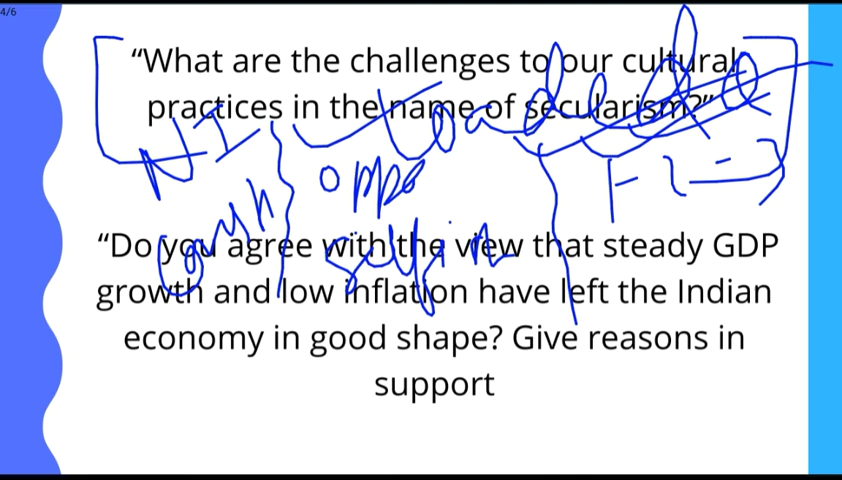 4/6
“What are the challenges to our cultural
practices in the name of secularism?”
“Do you agree with the view that steady GDP
growth and low inflation have left the Indian
economy in good shape? Give reasons in
support